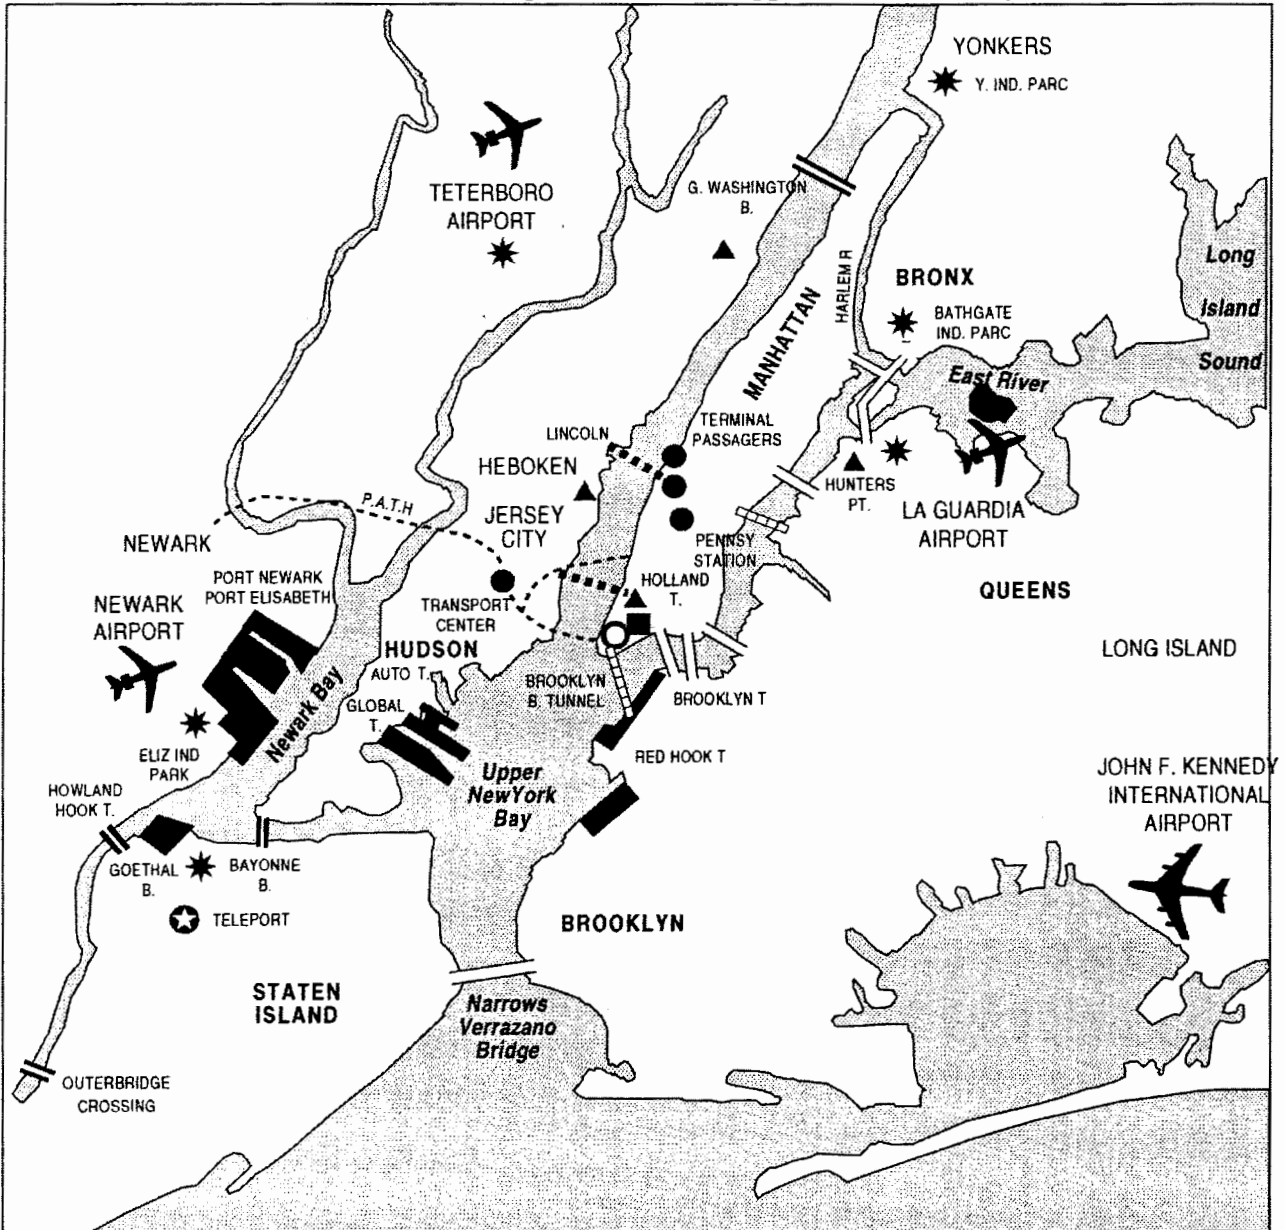 YONKERS
Y. IND. PARC
TETERBORO
AIRPORT
G. WASHINGTON
B.
HARLEM R
BRONX
BATHGATE
IND. PARC
Long
Island
Sound
MANHATTAN
East River
TERMINAL
PASSAGERS
LINCOLN
HEBOKEN
HUNTERS
PT.
LA GUARDIA
AIRPORT
P.A.T.H
JERSEY
CITY
NEWARK
PENNSY
STATION
PORT NEWARK
PORT ELISABETH
HOLLAND
T.
QUEENS
NEWARK
AIRPORT
TRANSPORT
CENTER
HUDSON
AUTO T.
LONG ISLAND
BROOKLYN
B. TUNNEL
BROOKLYN T
GLOBAL
T.
Newark Bay
RED HOOK T
ELIZ IND
PARK
Upper
NewYork
Bay
HOWLAND
HOOK T.
JOHN F. KENNEDY
INTERNATIONAL
AIRPORT
GOETHAL
B.
BAYONNE
B.
TELEPORT
BROOKLYN
STATEN
ISLAND
Narrows
Verrazano
Bridge
OUTERBRIDGE
CROSSING